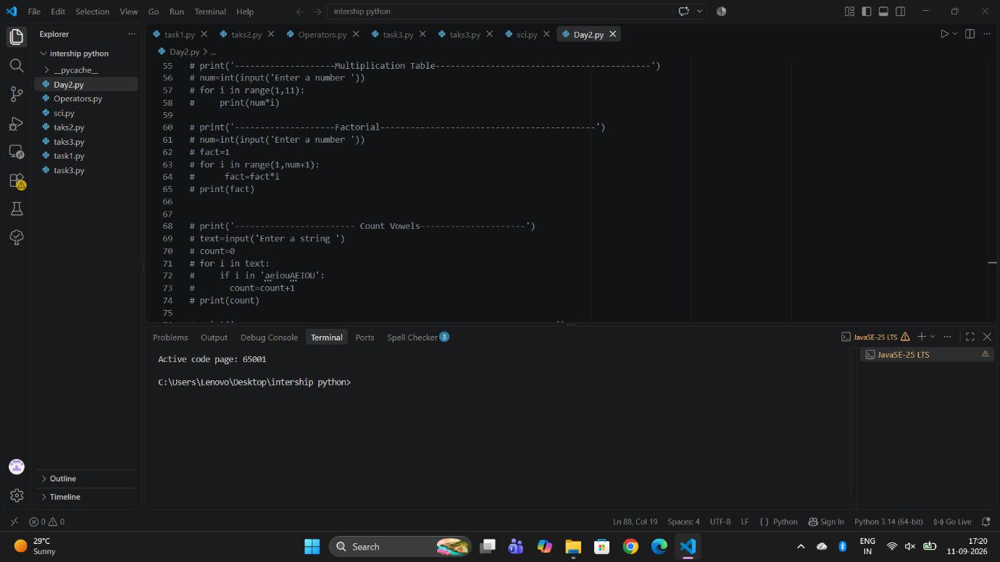 File Edit Selection View Go Run Terminal Help
intership python
Explorer
intership python
__pycache__
Day2.py
Operators.py
sci.py
taks2.py
taks3.py
task1.py
task3.py
Outline
Timeline
task1.py taks2.py Operators.py task3.py taks3.py sci.py Day2.py
Day2.py > ...
55 # print('--------------------Multiplication Table-------------------------------------------')
56 # num=int(input('Enter a number '))
57 # for i in range(1,11):
58 #     print(num*i)
59
60 # print('--------------------Factorial-------------------------------------------')
61 # num=int(input('Enter a number '))
62 # fact=1
63 # for i in range(1,num+1):
64 #      fact=fact*i
65 # print(fact)
66
67
68 # print('------------------------ Count Vowels---------------------')
69 # text=input('Enter a string ')
70 # count=0
71 # for i in text:
72 #     if i in 'aeiouAEIOU':
73 #       count=count+1
74 # print(count)
75
Problems Output Debug Console Terminal Ports Spell Checker 3
JavaSE-25 LTS
JavaSE-25 LTS
Active code page: 65001
C:\Users\Lenovo\Desktop\intership python>
0 0
Ln 88, Col 19 Spaces: 4 UTF-8 LF { } Python Sign In Python 3.14 (64-bit) Go Live
29°C
Sunny
Search
ENG
IN
17:20
11-09-2026